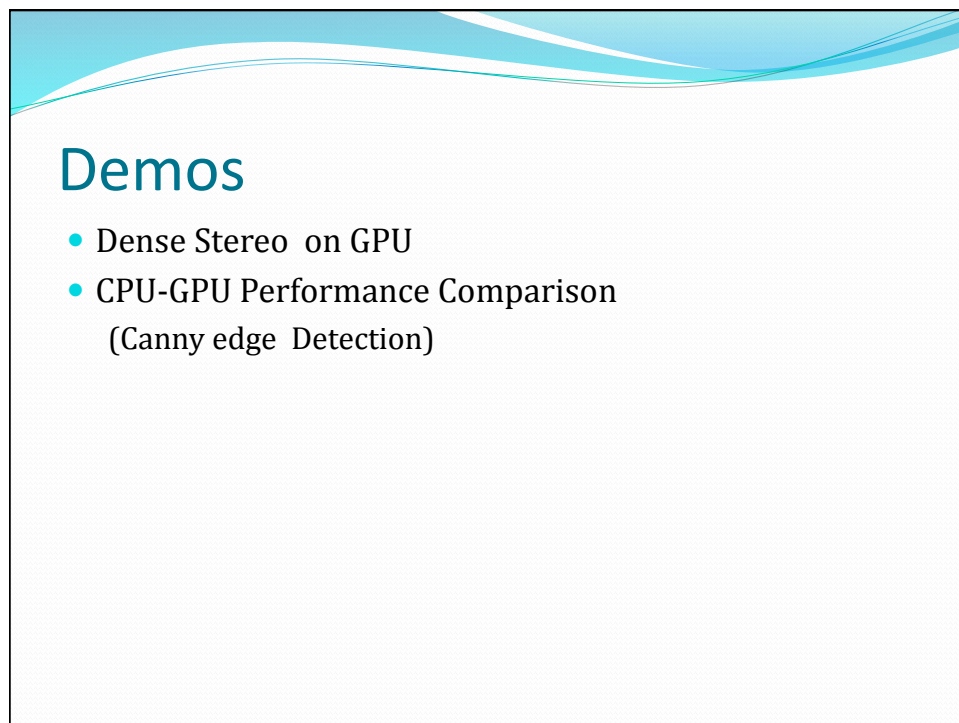 Demos
• Dense Stereo  on GPU
• CPU-GPU Performance Comparison
(Canny edge  Detection)